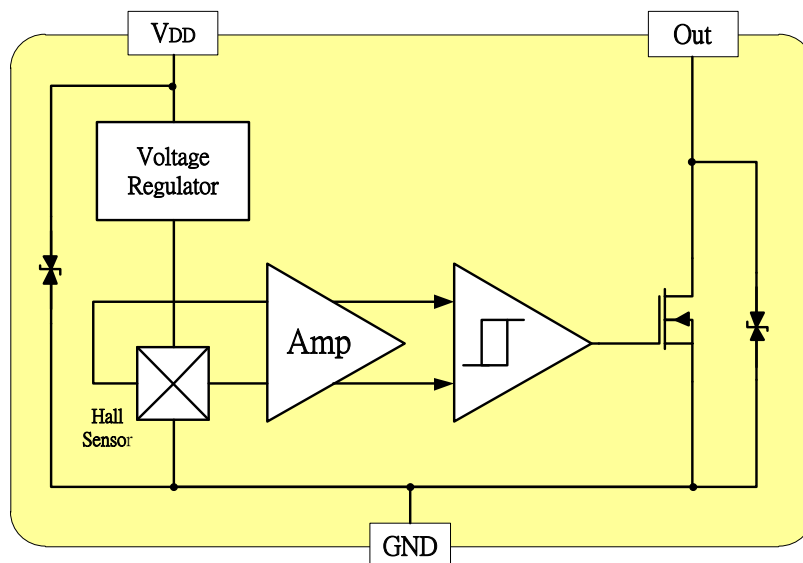 VDD
Out
Voltage
Regulator
Amp
Hall
Sensor
GND